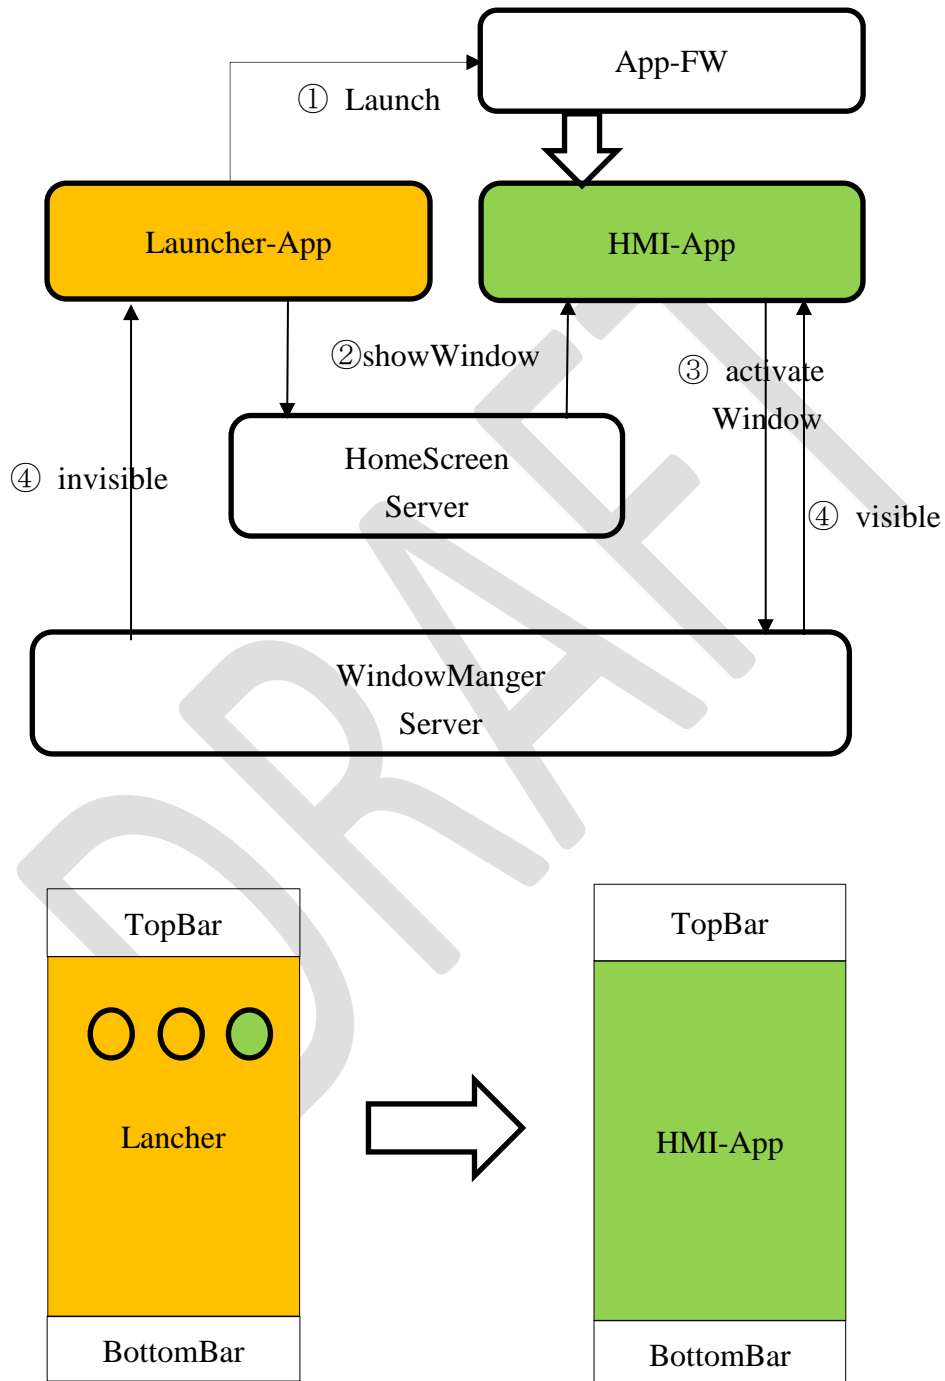 App-FW
① Launch
Launcher-App
HMI-App
②showWindow
③ activate
Window
HomeScreen
Server
④ invisible
④ visible
WindowManger
Server
DRAFT
TopBar
TopBar
Lancher
HMI-App
BottomBar
BottomBar